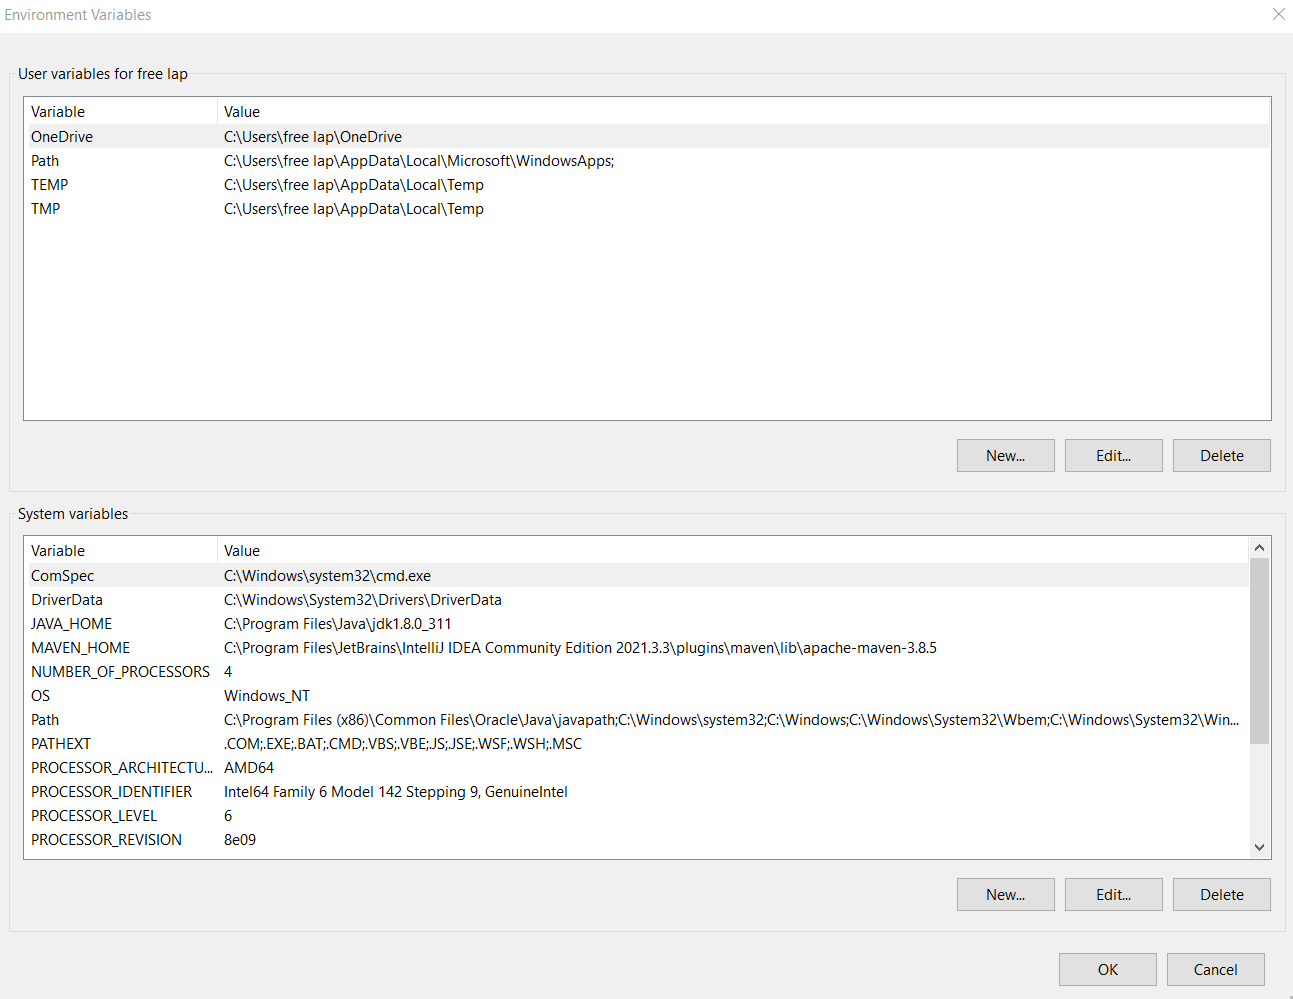 Environment Variables
User variables for free lap
Variable Value
OneDrive C:\Users\free lap\OneDrive
Path C:\Users\free lap\AppData\Local\Microsoft\WindowsApps;
TEMP C:\Users\free lap\AppData\Local\Temp
TMP C:\Users\free lap\AppData\Local\Temp
New... Edit... Delete
System variables
Variable Value
ComSpec C:\Windows\system32\cmd.exe
DriverData C:\Windows\System32\Drivers\DriverData
JAVA_HOME C:\Program Files\Java\jdk1.8.0_311
MAVEN_HOME C:\Program Files\JetBrains\IntelliJ IDEA Community Edition 2021.3.3\plugins\maven\lib\apache-maven-3.8.5
NUMBER_OF_PROCESSORS 4
OS Windows_NT
Path C:\Program Files (x86)\Common Files\Oracle\Java\javapath;C:\Windows\system32;C:\Windows;C:\Windows\System32\Wbem;C:\Windows\System32\Win...
PATHEXT .COM;.EXE;.BAT;.CMD;.VBS;.VBE;.JS;.JSE;.WSF;.WSH;.MSC
PROCESSOR_ARCHITECTU... AMD64
PROCESSOR_IDENTIFIER Intel64 Family 6 Model 142 Stepping 9, GenuineIntel
PROCESSOR_LEVEL 6
PROCESSOR_REVISION 8e09
New... Edit... Delete
OK Cancel